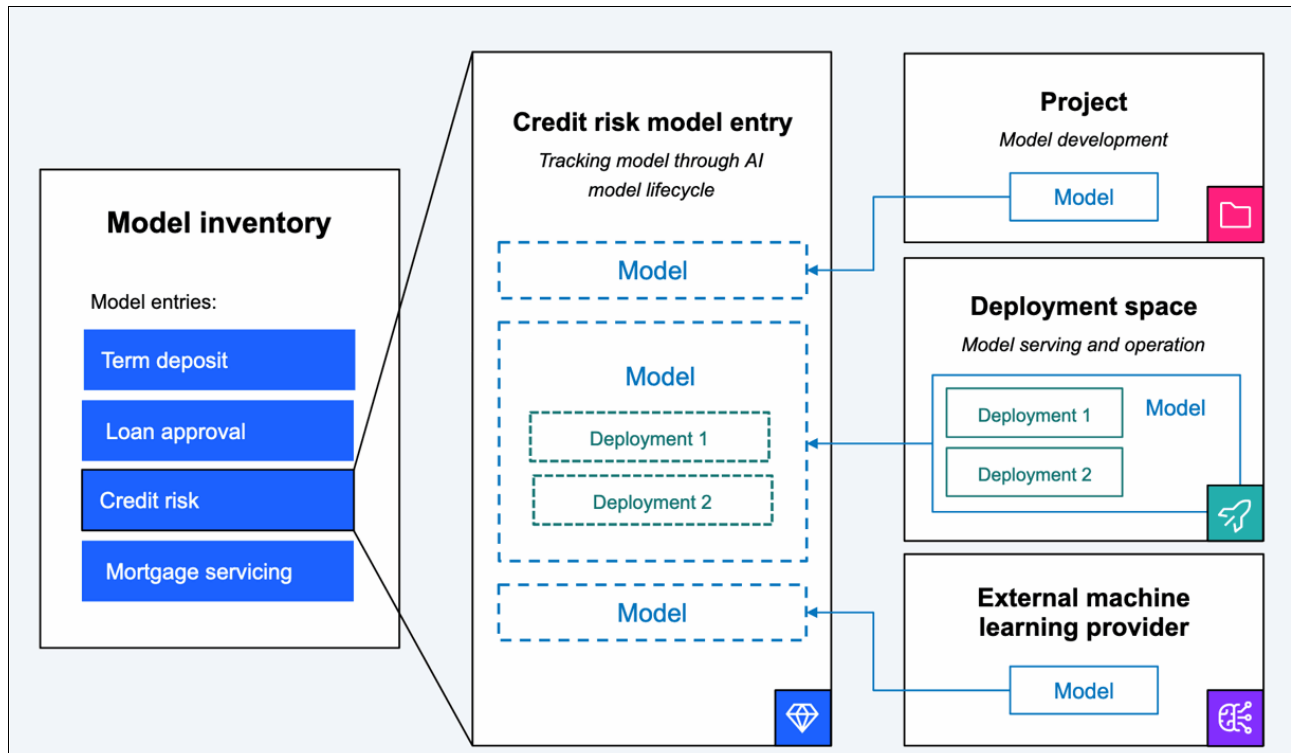 Model inventory
Model entries:
Term deposit
Loan approval
Credit risk
Mortgage servicing
Credit risk model entry
Tracking model through AI
model lifecycle
Model
Model
Deployment 1
Deployment 2
Model
Project
Model development
Model
Deployment space
Model serving and operation
Deployment 1
Model
Deployment 2
External machine
learning provider
Model